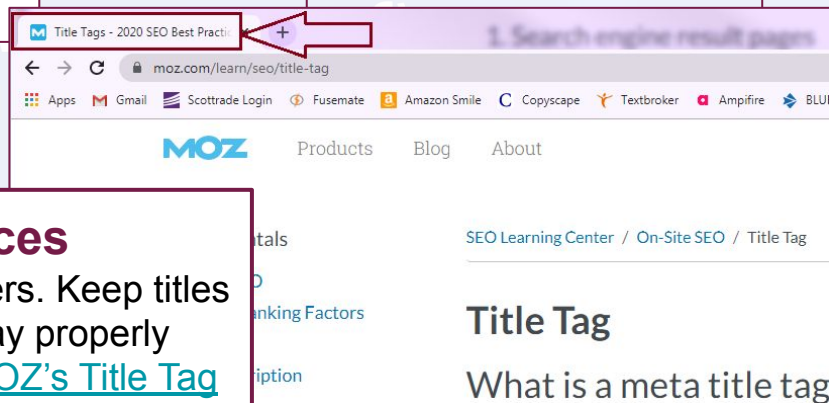 1. Search engine result pages
Title Tags - 2020 SEO Best Practic
moz.com/learn/seo/title-tag
Apps Gmail Scottrade Login Fusemate Amazon Smile Copyscape Textbroker Ampifire BLU
MOZ Products Blog About
ces
ers. Keep titles
ay properly
OZ's Title Tag
tals
O
anking Factors
iption
SEO Learning Center / On-Site SEO / Title Tag
Title Tag
What is a meta title tag